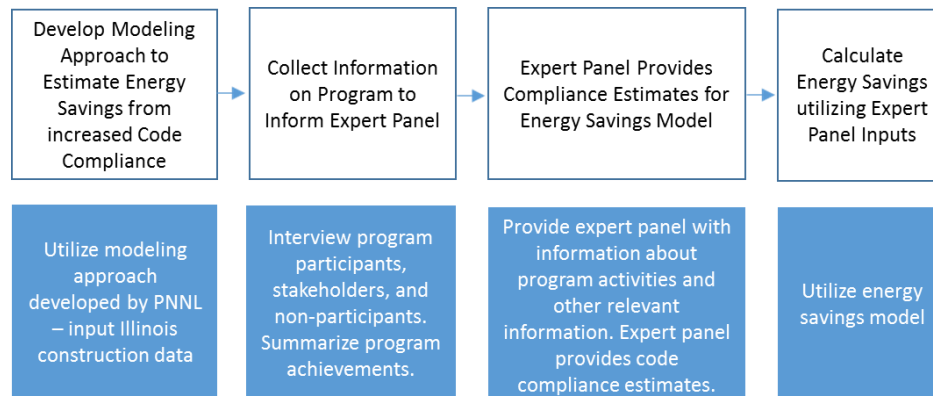 Develop Modeling
Approach to
Estimate Energy
Savings from
increased Code
Compliance
Collect Information
on Program to
Inform Expert Panel
Expert Panel Provides
Compliance Estimates for
Energy Savings Model
Calculate
Energy Savings
utilizing Expert
Panel Inputs
Utilize modeling
approach
developed by PNNL
– input Illinois
construction data
Interview program
participants,
stakeholders, and
non-participants.
Summarize program
achievements.
Provide expert panel with
information about
program activities and
other relevant
information. Expert panel
provides code
compliance estimates.
Utilize energy
savings model